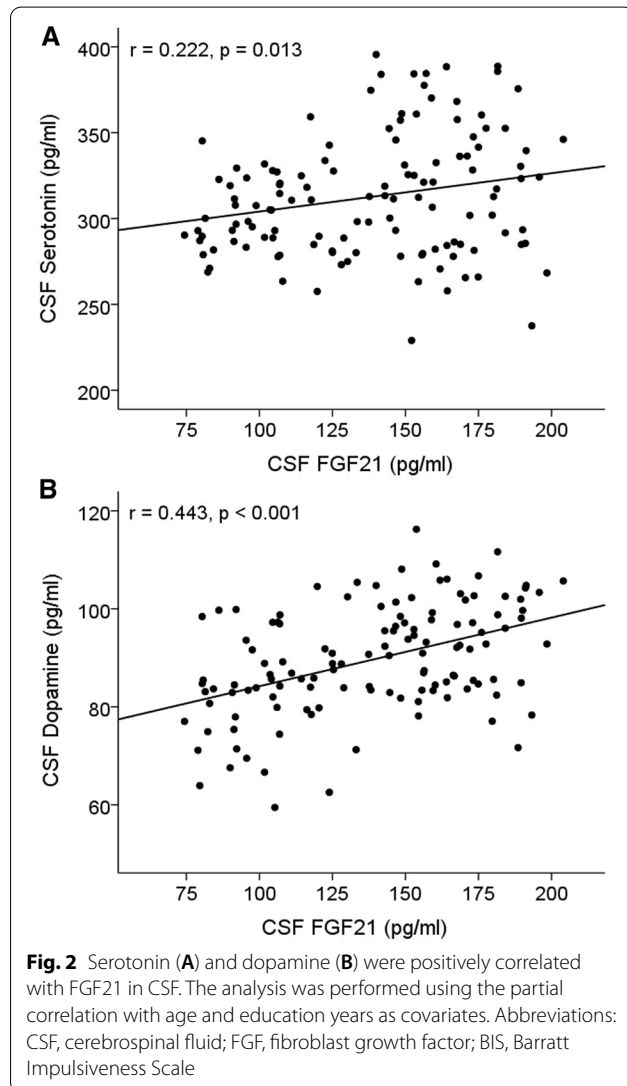 A
r = 0.222, p = 0.013
400
350
300
250
200
CSF Serotonin (pg/ml)
75 100 125 150 175 200
CSF FGF21 (pg/ml)
B
r = 0.443, p < 0.001
120
100
80
60
CSF Dopamine (pg/ml)
75 100 125 150 175 200
CSF FGF21 (pg/ml)
Fig. 2 Serotonin (A) and dopamine (B) were positively correlated
with FGF21 in CSF. The analysis was performed using the partial
correlation with age and education years as covariates. Abbreviations:
CSF, cerebrospinal fluid; FGF, fibroblast growth factor; BIS, Barratt
Impulsiveness Scale